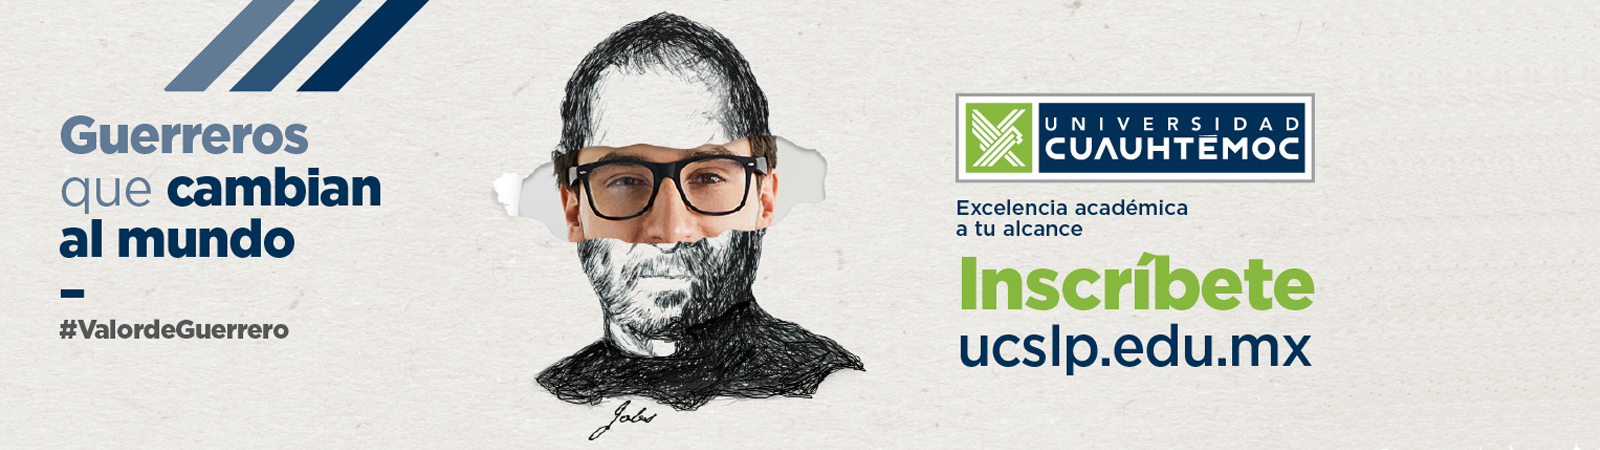 Guerreros
que cambian
al mundo
–
#ValordeGuerrero
Jobs
UNIVERSIDAD
CUAUHTÉMOC
Excelencia académica
a tu alcance
Inscríbete
ucslp.edu.mx